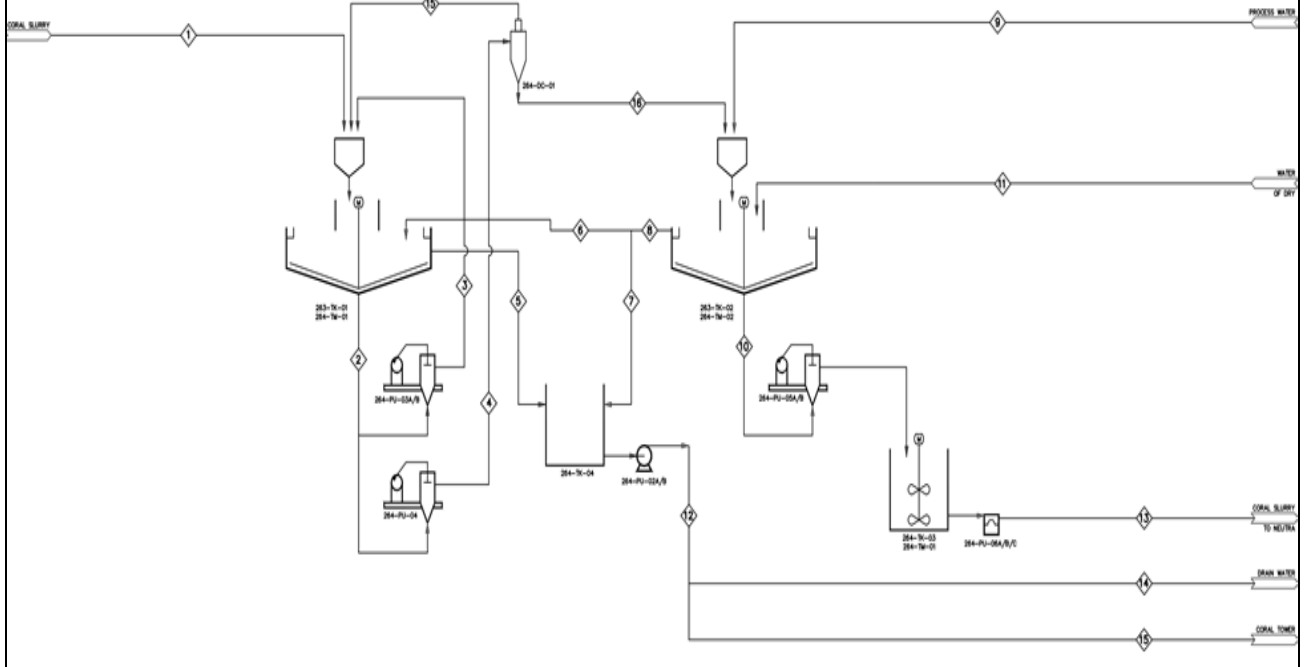 15
CORAL SLURRY
1
9
PROCESS WATER
264-DC-01
16
11
WATER
OF DRY
M
M
6
8
3
5
7
263-TK-01
264-TM-01
263-TK-02
264-TM-02
2
10
264-PU-03A/B
264-PU-05A/B
4
264-TK-04
264-PU-02A/B
M
264-PU-04
12
13
CORAL SLURRY
TO NEUTRA
264-TK-03
264-TM-01
264-PU-06A/B/C
14
DRAIN WATER
15
CORAL TOWER